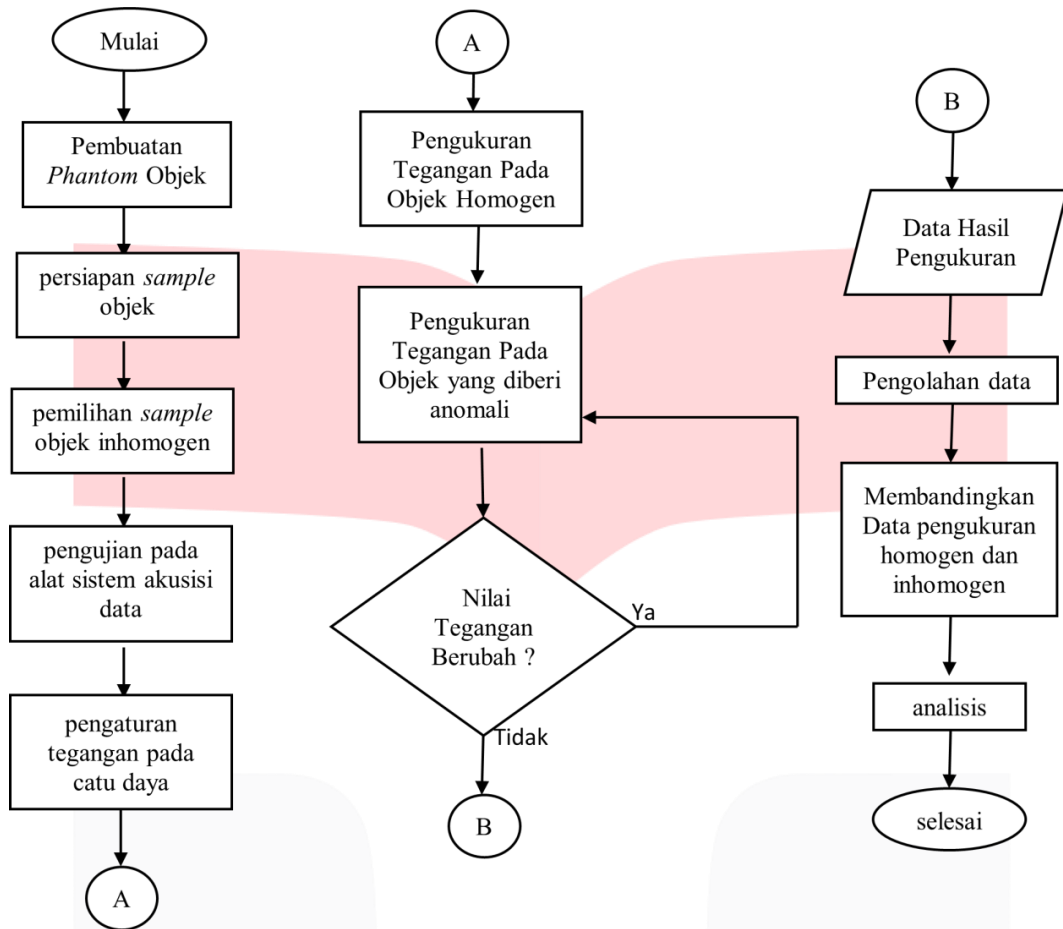 Mulai
Pembuatan
Phantom Objek
persiapan sample
objek
pemilihan sample
objek inhomogen
pengujian pada
alat sistem akusisi
data
pengaturan
tegangan pada
catu daya
A
A
Pengukuran
Tegangan Pada
Objek Homogen
Pengukuran
Tegangan Pada
Objek yang diberi
anomali
Nilai
Tegangan
Berubah ?
Ya
Tidak
B
B
Data Hasil
Pengukuran
Pengolahan data
Membandingkan
Data pengukuran
homogen dan
inhomogen
analisis
selesai